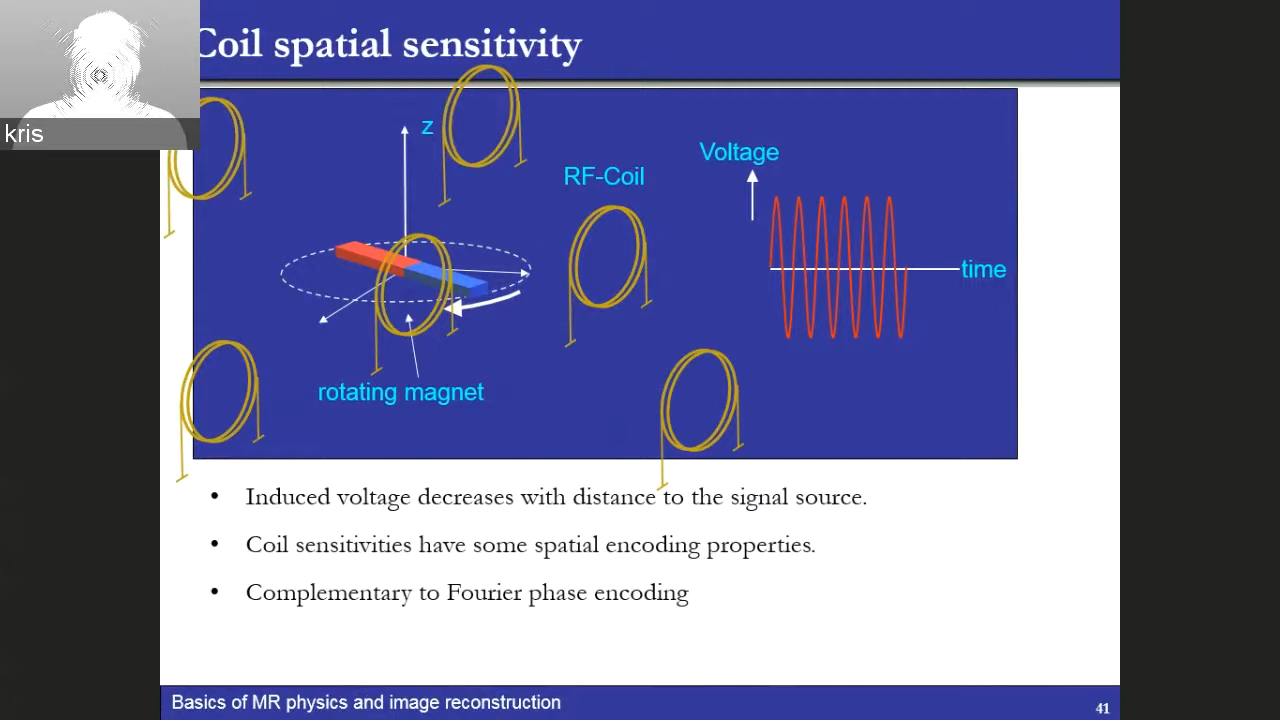 Coil spatial sensitivity
kris
z
Voltage
RF-Coil
time
rotating magnet
• Induced voltage decreases with distance to the signal source.
• Coil sensitivities have some spatial encoding properties.
• Complementary to Fourier phase encoding
Basics of MR physics and image reconstruction
41